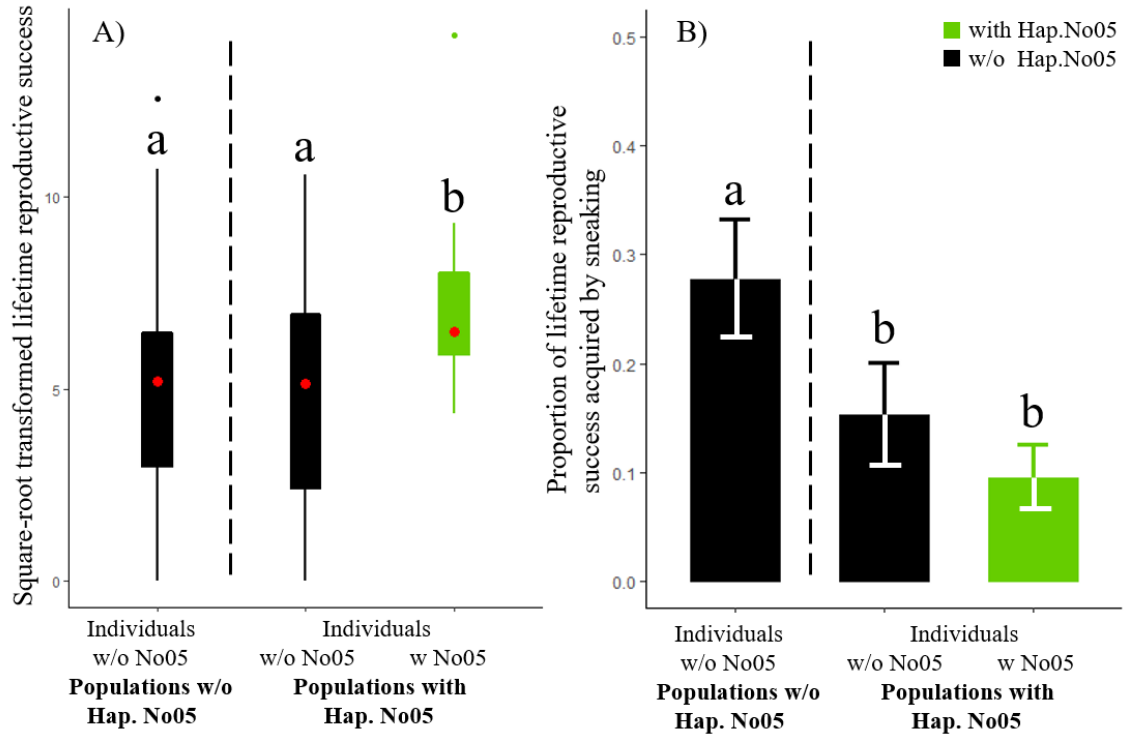 A)
Square-root transformed lifetime reproductive success
10
5
0
a
a
b
Individuals
w/o No05
Populations w/o
Hap. No05
Individuals
w/o No05 w No05
Populations with
Hap. No05
B)
with Hap.No05
w/o Hap.No05
Proportion of lifetime reproductive
success acquired by sneaking
0.5
0.4
0.3
0.2
0.1
0.0
a
b
b
Individuals
w/o No05
Populations w/o
Hap. No05
Individuals
w/o No05 w No05
Populations with
Hap. No05